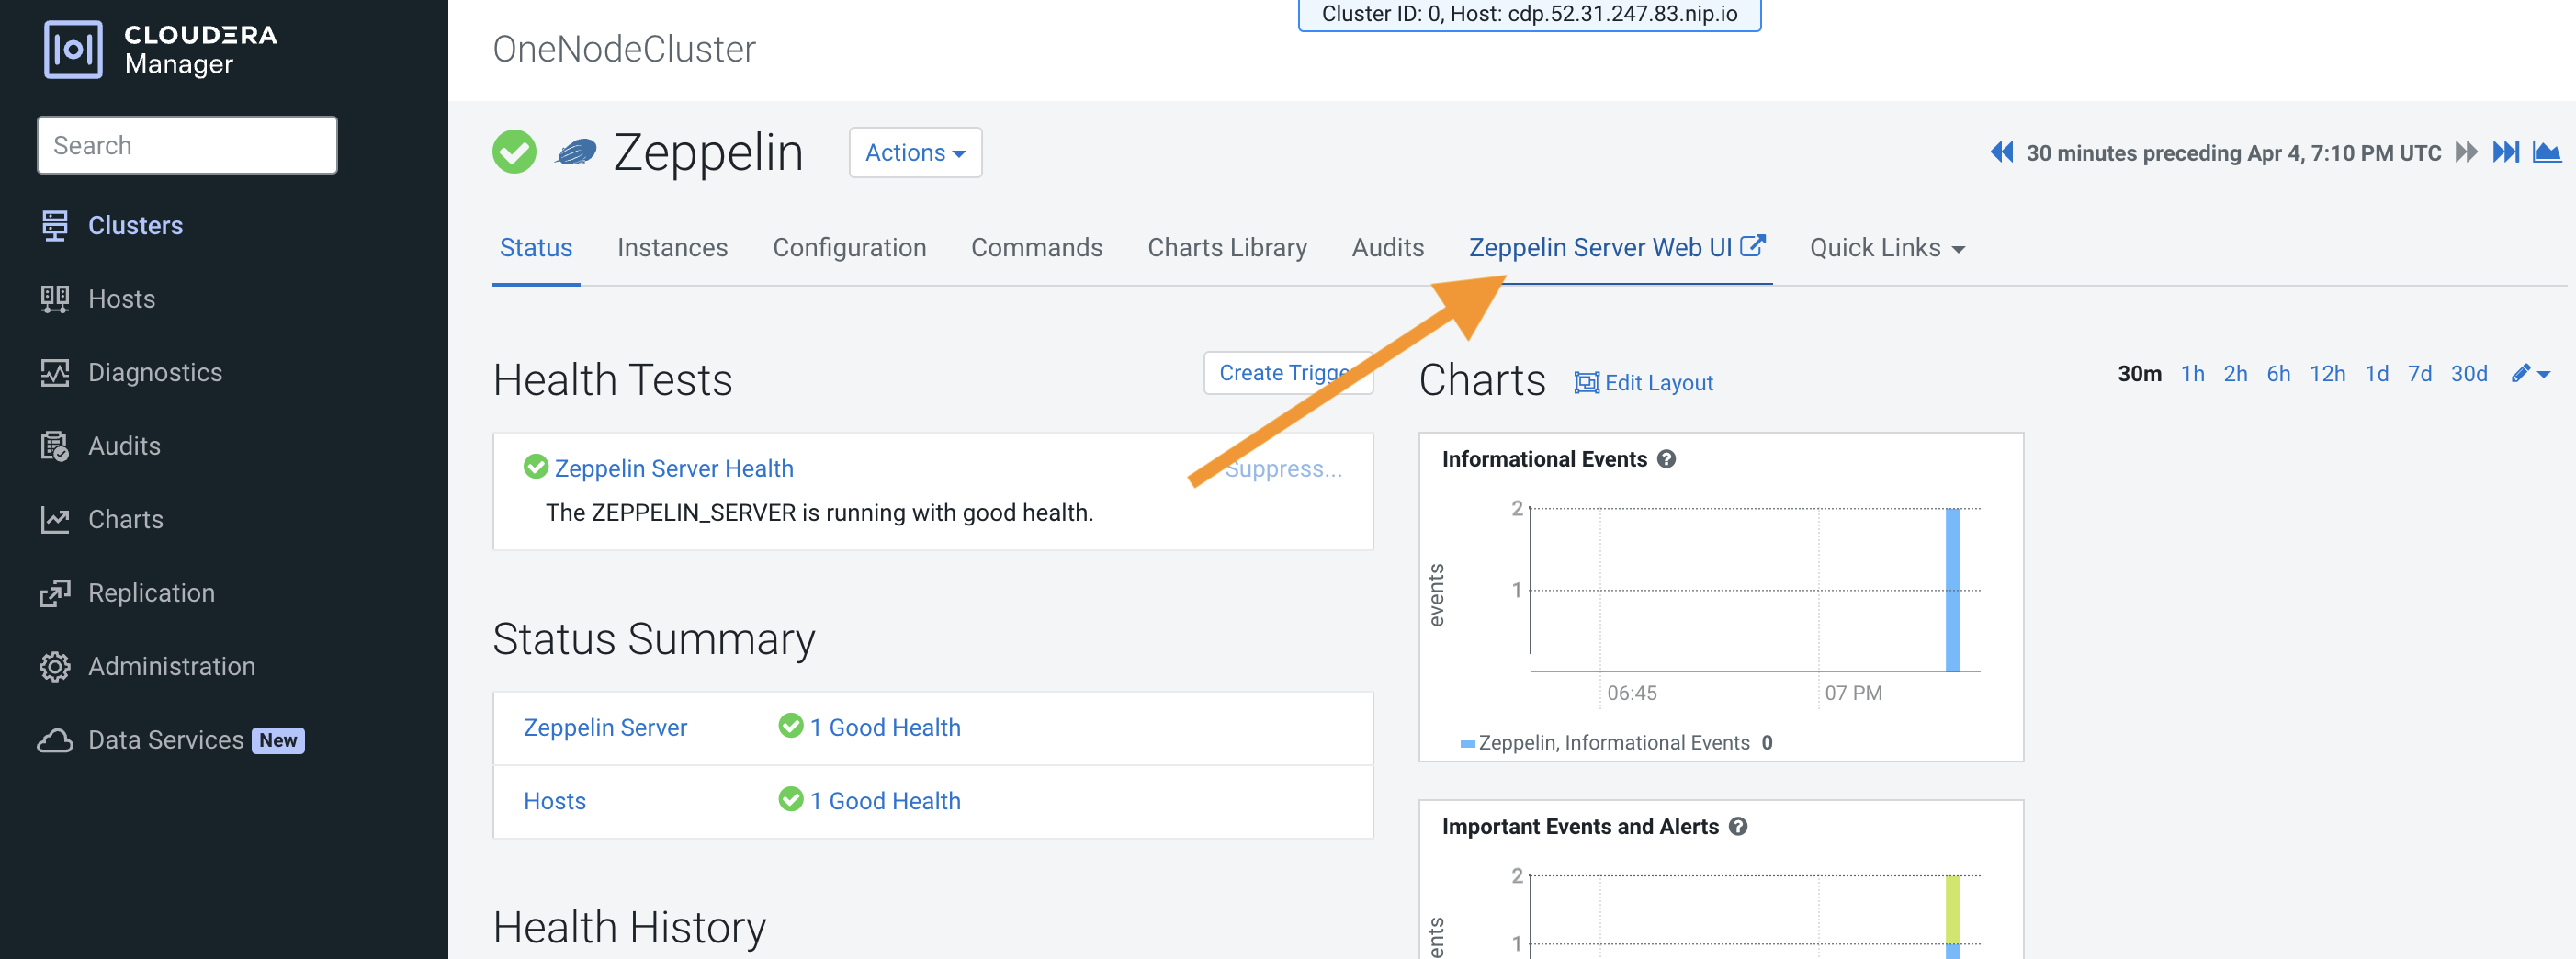 CLOUDERA
Manager
Search
Clusters
Hosts
Diagnostics
Audits
Charts
Replication
Administration
Data Services New
Cluster ID: 0, Host: cdp.52.31.247.83.nip.io
OneNodeCluster
Zeppelin
Actions
30 minutes preceding Apr 4, 7:10 PM UTC
Status Instances Configuration Commands Charts Library Audits Zeppelin Server Web UI Quick Links
Health Tests
Create Trigge
Zeppelin Server Health
Suppress...
The ZEPPELIN_SERVER is running with good health.
Status Summary
Zeppelin Server 1 Good Health
Hosts 1 Good Health
Health History
Charts
Edit Layout
30m 1h 2h 6h 12h 1d 7d 30d
Informational Events
2
1
events
06:45 07 PM
Zeppelin, Informational Events 0
Important Events and Alerts
2
1
ents